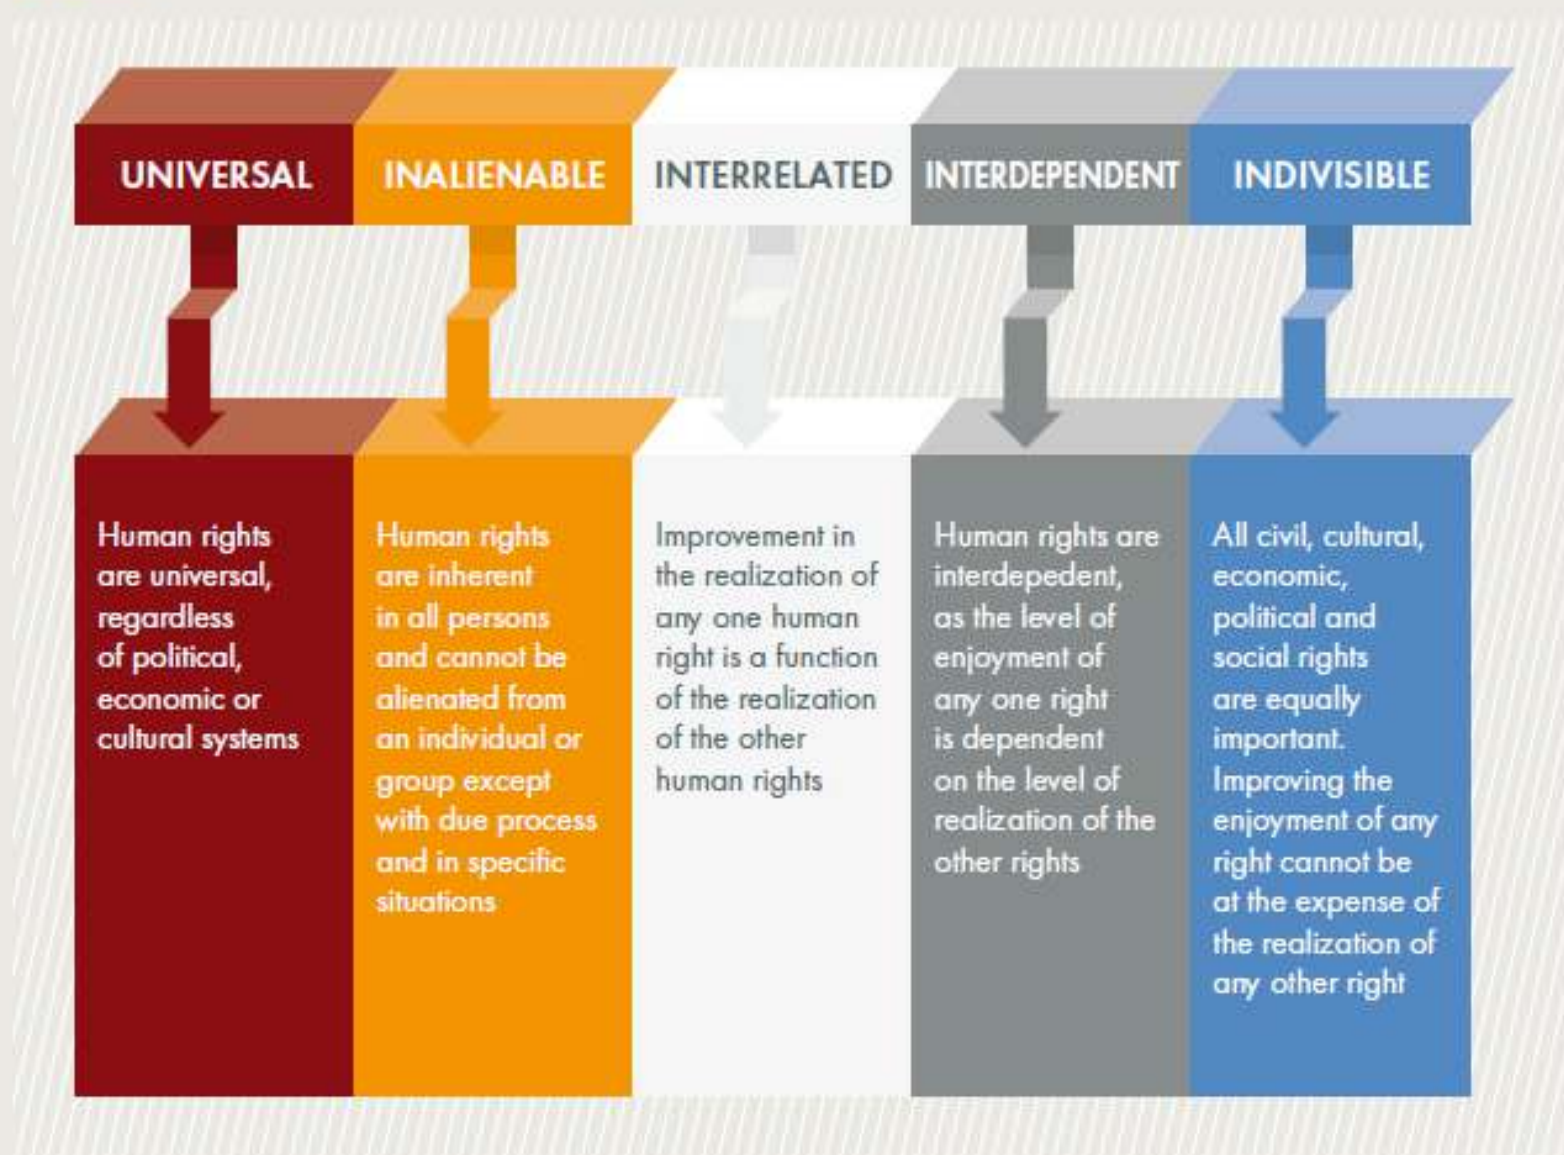 UNIVERSAL
INALIENABLE
INTERRELATED
INTERDEPENDENT
INDIVISIBLE
Human rights
are universal,
regardless
of political,
economic or
cultural systems
Human rights
are inherent
in all persons
and cannot be
alienated from
an individual or
group except
with due process
and in specific
situations
Improvement in
the realization of
any one human
right is a function
of the realization
of the other
human rights
Human rights are
interdepedent,
as the level of
enjoyment of
any one right
is dependent
on the level of
realization of the
other rights
All civil, cultural,
economic,
political and
social rights
are equally
important.
Improving the
enjoyment of any
right cannot be
at the expense of
the realization of
any other right